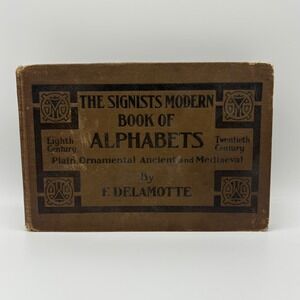 THE SIGNISTS MODERN
BOOK OF
Eighth ALPHABETS Twentieth
Century Century
Plain, Ornamental Ancient and Mediaeval
By
F. DELAMOTTE